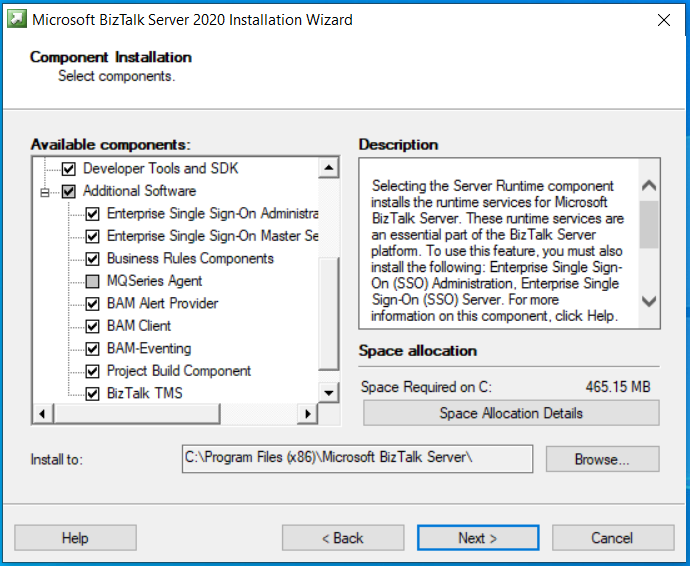 Microsoft BizTalk Server 2020 Installation Wizard
Component Installation
Select components.
Available components:
Developer Tools and SDK
Additional Software
Enterprise Single Sign-On Administra
Enterprise Single Sign-On Master Se
Business Rules Components
MQSeries Agent
BAM Alert Provider
BAM Client
BAM-Eventing
Project Build Component
BizTalk TMS
Description
Selecting the Server Runtime component
installs the runtime services for Microsoft
BizTalk Server. These runtime services are
an essential part of the BizTalk Server
platform. To use this feature, you must also
install the following: Enterprise Single Sign-
On (SSO) Administration, Enterprise Single
Sign-On (SSO) Server. For more
information on this component, click Help.
Space allocation
Space Required on C: 465.15 MB
Space Allocation Details
Install to: C:\Program Files (x86)\Microsoft BizTalk Server\ Browse...
Help < Back Next > Cancel